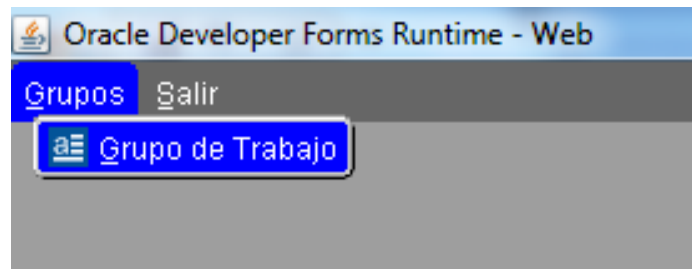 Oracle Developer Forms Runtime - Web
Grupos Salir
Grupo de Trabajo